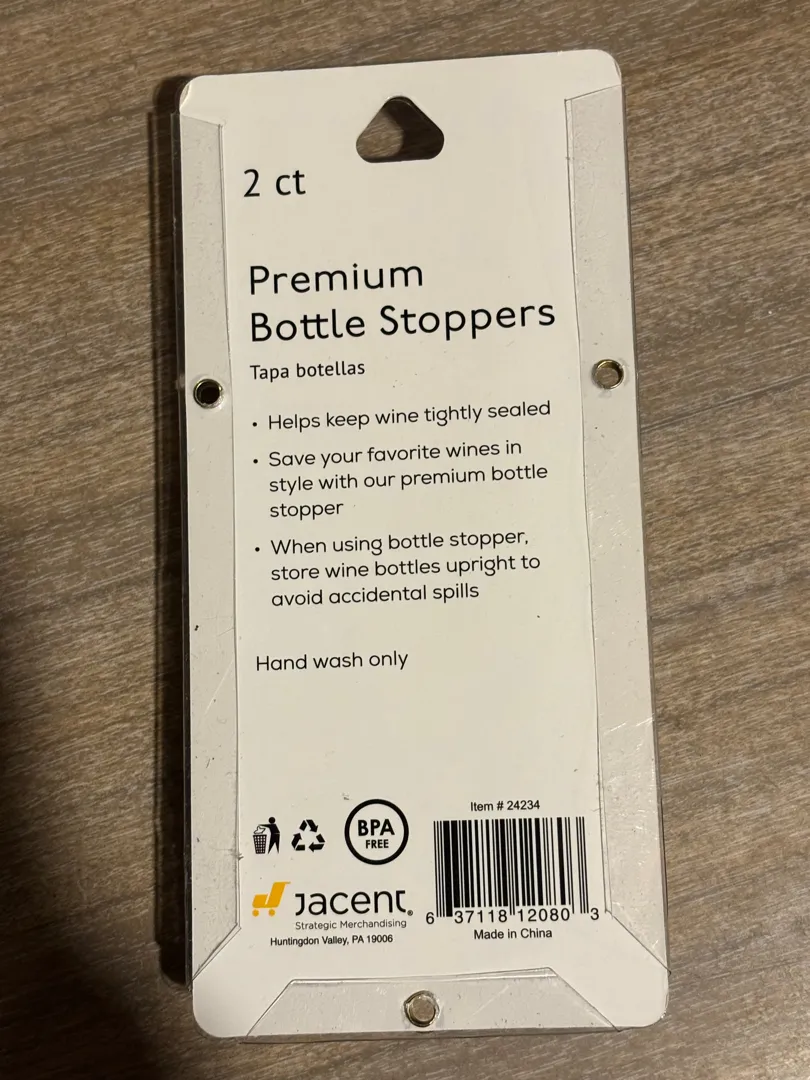 2 ct
Premium
Bottle Stoppers
Tapa botellas
• Helps keep wine tightly sealed
• Save your favorite wines in
style with our premium bottle
stopper
• When using bottle stopper,
store wine bottles upright to
avoid accidental spills
Hand wash only
BPA
FREE
Item # 24234
jacent®
Strategic Merchandising
Huntingdon Valley, PA 19006
6 37118 12080 3
Made in China